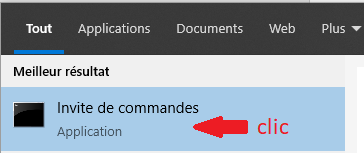 Tout Applications Documents Web Plus
Meilleur résultat
Invite de commandes
Application
clic